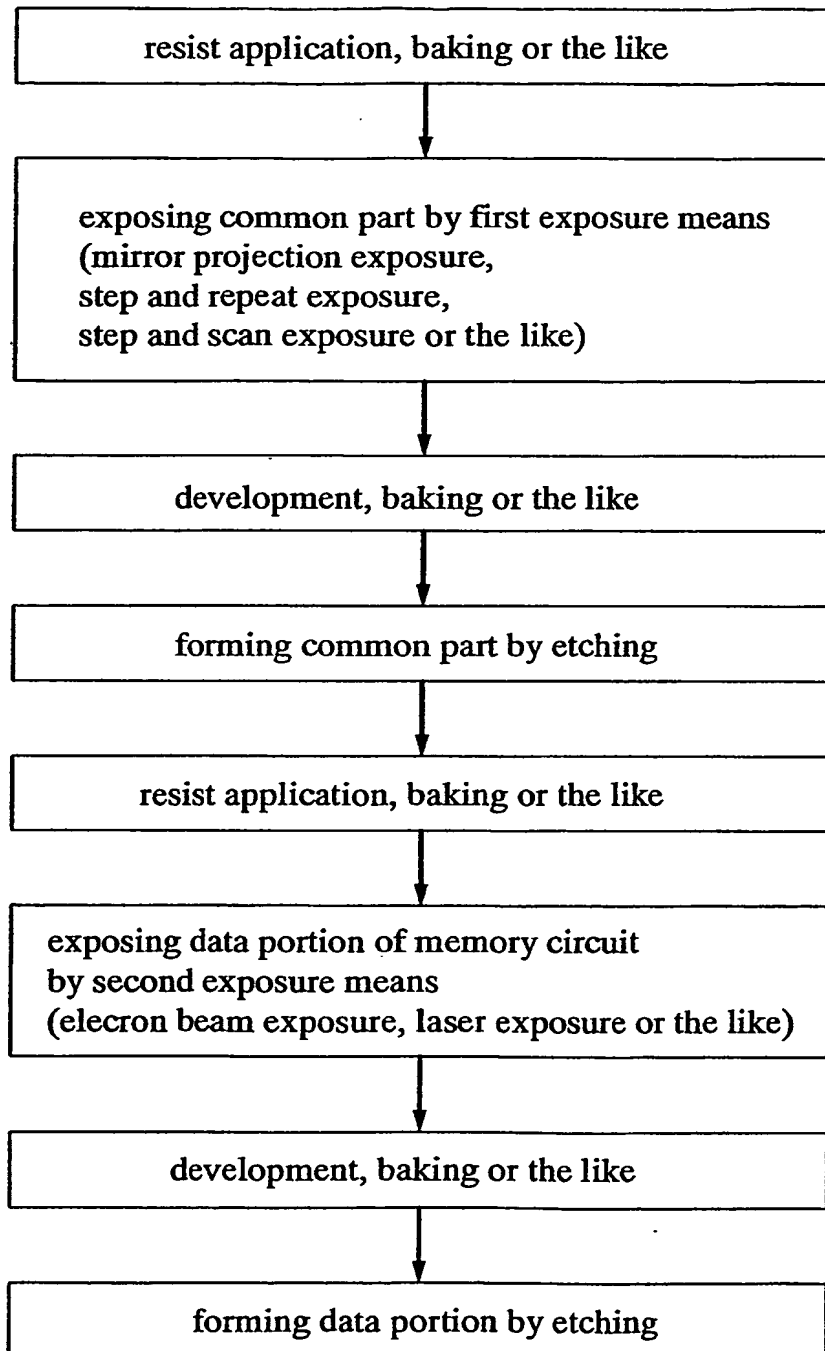 resist application, baking or the like
exposing common part by first exposure means
(mirror projection exposure,
step and repeat exposure,
step and scan exposure or the like)
development, baking or the like
forming common part by etching
resist application, baking or the like
exposing data portion of memory circuit
by second exposure means
(elecron beam exposure, laser exposure or the like)
development, baking or the like
forming data portion by etching